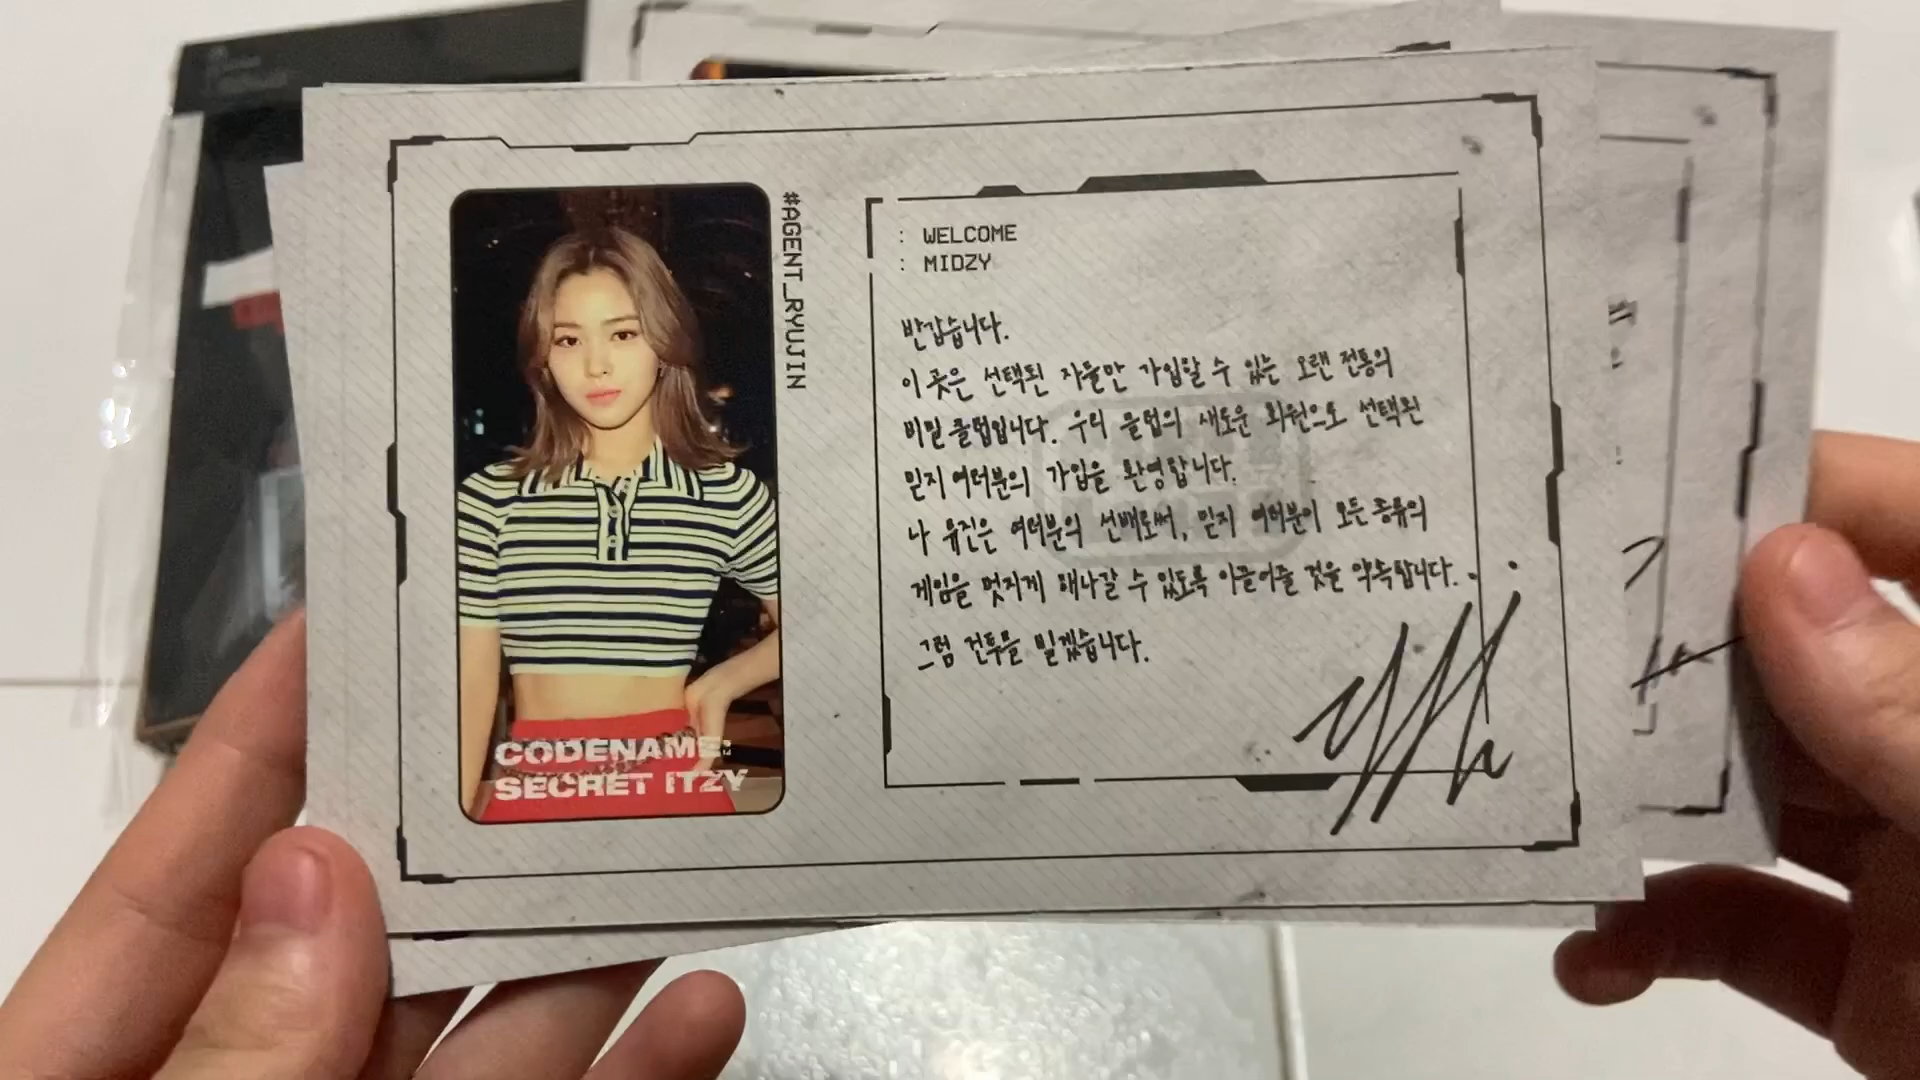 #AGENT_RYUJIN
CODENAME:
SECRET ITZY
: WELCOME
: MIDZY
반갑습니다.
이 곳은 선택된 자들만 가입할 수 있는 오랜 전통의
비밀 클럽입니다. 우리 클럽의 새로운 회원으로 선택된
믿지 여러분의 가입을 환영합니다.
나 류진은 여러분의 선배로써, 믿지 여러분이 모든 종류의
게임을 멋지게 해나갈 수 있도록 이끌어줄 것을 약속합니다.
그럼 건투를 빌겠습니다.